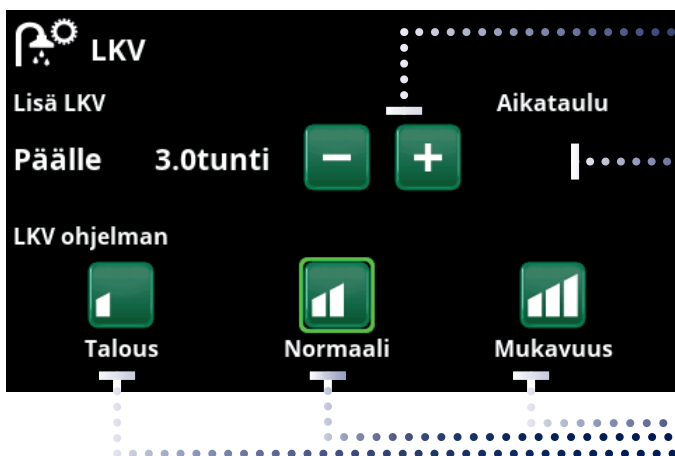 LKV
Lisä LKV
Aikataulu
Päälle 3.0tunti
LKV ohjelman
Talous Normaali Mukavuus